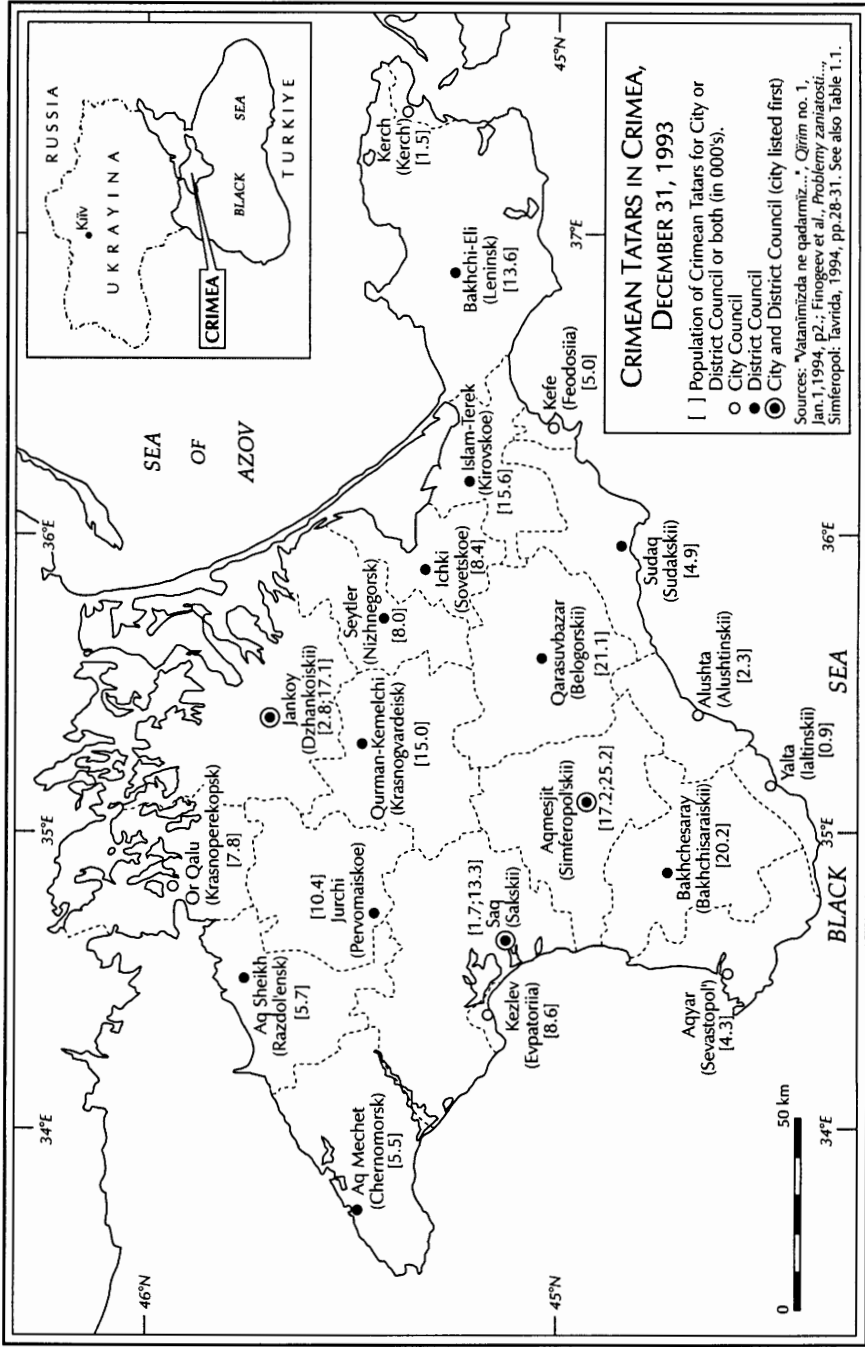 CRIMEAN TATARS IN CRIMEA,
DECEMBER 31, 1993
[ ] Population of Crimean Tatars for City or
District Council or both (in 000's).
City Council
District Council
City and District Council (city listed first)
Sources: "Vatanïmïzda ne qadarmïz...", Qïrïm no. 1,
Jan.1,1994, p2.; Finogeev et al., Problemy zaniatosti...,
Simferopol: Tavrida, 1994, pp.28-31. See also Table 1.1.
RUSSIA
UKRAYINA
Kiïv
CRIMEA
BLACK
SEA
TURKIYE
SEA
OF
AZOV
34°E
35°E
36°E
46°N
45°N
Or Qalu
(Krasnoperekopsk)
[7.8]
Aq Sheikh
(Razdol'ensk)
[5.7]
Aq Mechet
(Chernomorsk)
[5.5]
[10.4]
Jurchi
(Pervomaiskoe)
Jankoy
(Dzhankoiskii)
[2.8;17.1]
Qurman-Kemelchi
(Krasnogvardeisk)
[15.0]
Seytler
(Nizhnegorsk)
[8.0]
Ichki
(Sovetskoe)
[8.4]
Islam-Terek
(Kirovskoe)
[15.6]
Bakhchi-Eli
(Leninsk)
[13.6]
Kerch
(Kerch')
[1.5]
Kefe
(Feodosiia)
[5.0]
[1.7;13.3]
Saq
(Sakskii)
Kezlev
(Evpatoriia)
[8.6]
Aqmesjit
(Simferopol'skii)
[17.2;25.2]
Qarasuvbazar
(Belogorskii)
[21.1]
Sudaq
(Sudakskii)
[4.9]
Bakhchesaray
(Bakhchisaraiskii)
[20.2]
Alushta
(Alushtinskii)
[2.3]
Yalta
(Ialtinskii)
[0.9]
Aqyar
(Sevastopol')
[4.3]
BLACK
SEA
0
50 km
34°E
35°E
36°E
37°E
45°N